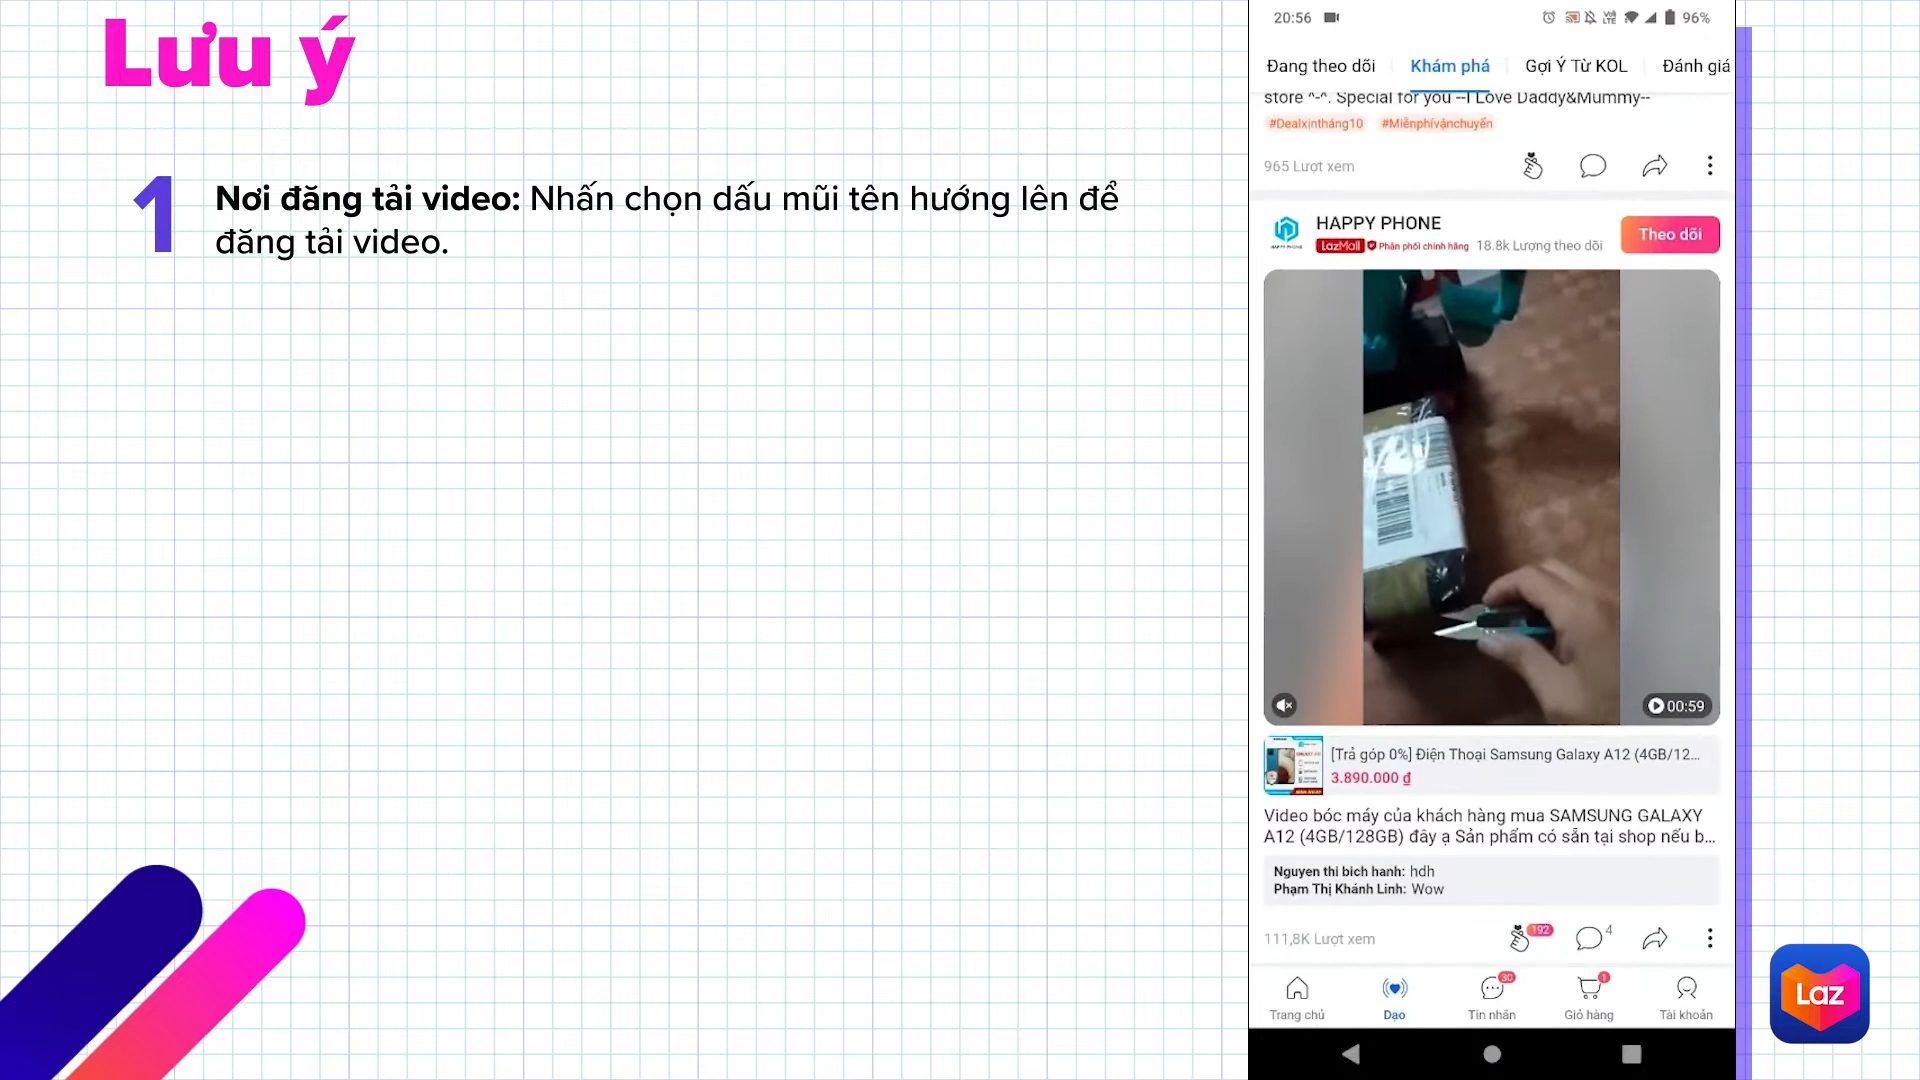 Lưu ý
1 Nơi đăng tải video: Nhấn chọn dấu mũi tên hướng lên để
đăng tải video.
20:56 96%
Đang theo dõi Khám phá Gợi Ý Từ KOL Đánh giá
store ^-^. Special for you --I Love Daddy&Mummy--
#Dealxịntháng10 #Miễnphívậnchuyển
965 Lượt xem
HAPPY PHONE
LazMall Phân phối chính hãng 18.8k Lượng theo dõi
Theo dõi
00:59
[Trả góp 0%] Điện Thoại Samsung Galaxy A12 (4GB/12...
3.890.000 ₫
Video bóc máy của khách hàng mua SAMSUNG GALAXY
A12 (4GB/128GB) đây ạ Sản phẩm có sẵn tại shop nếu b...
Nguyen thi bich hanh: hdh
Phạm Thị Khánh Linh: Wow
111,8K Lượt xem 192 4
30 1
Trang chủ Dạo Tin nhắn Giỏ hàng Tài khoản
Laz